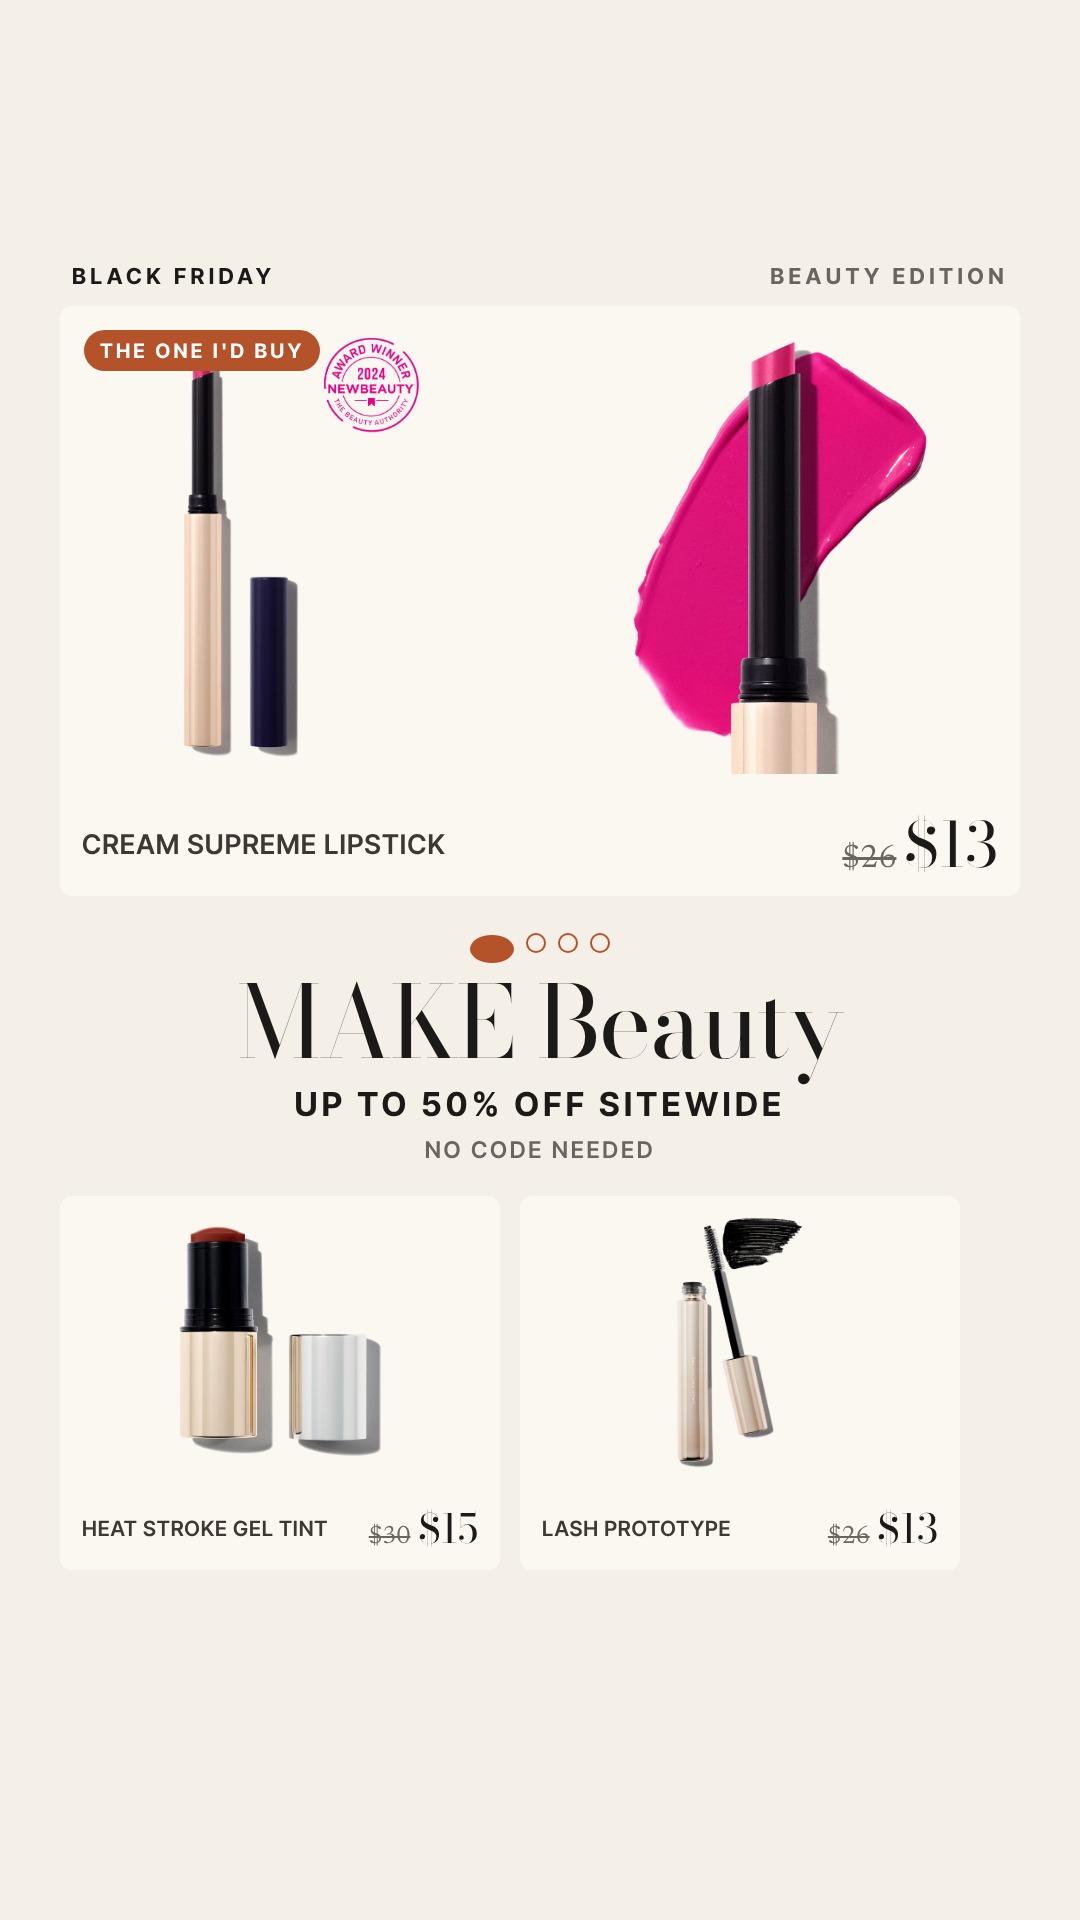 BLACK FRIDAY
BEAUTY EDITION
THE ONE I'D BUY
AWARD WINNER
2024
NEWBEAUTY
THE BEAUTY AUTHORITY
CREAM SUPREME LIPSTICK
$26 $13
MAKE Beauty
UP TO 50% OFF SITEWIDE
NO CODE NEEDED
HEAT STROKE GEL TINT
$30 $15
LASH PROTOTYPE
$26 $13